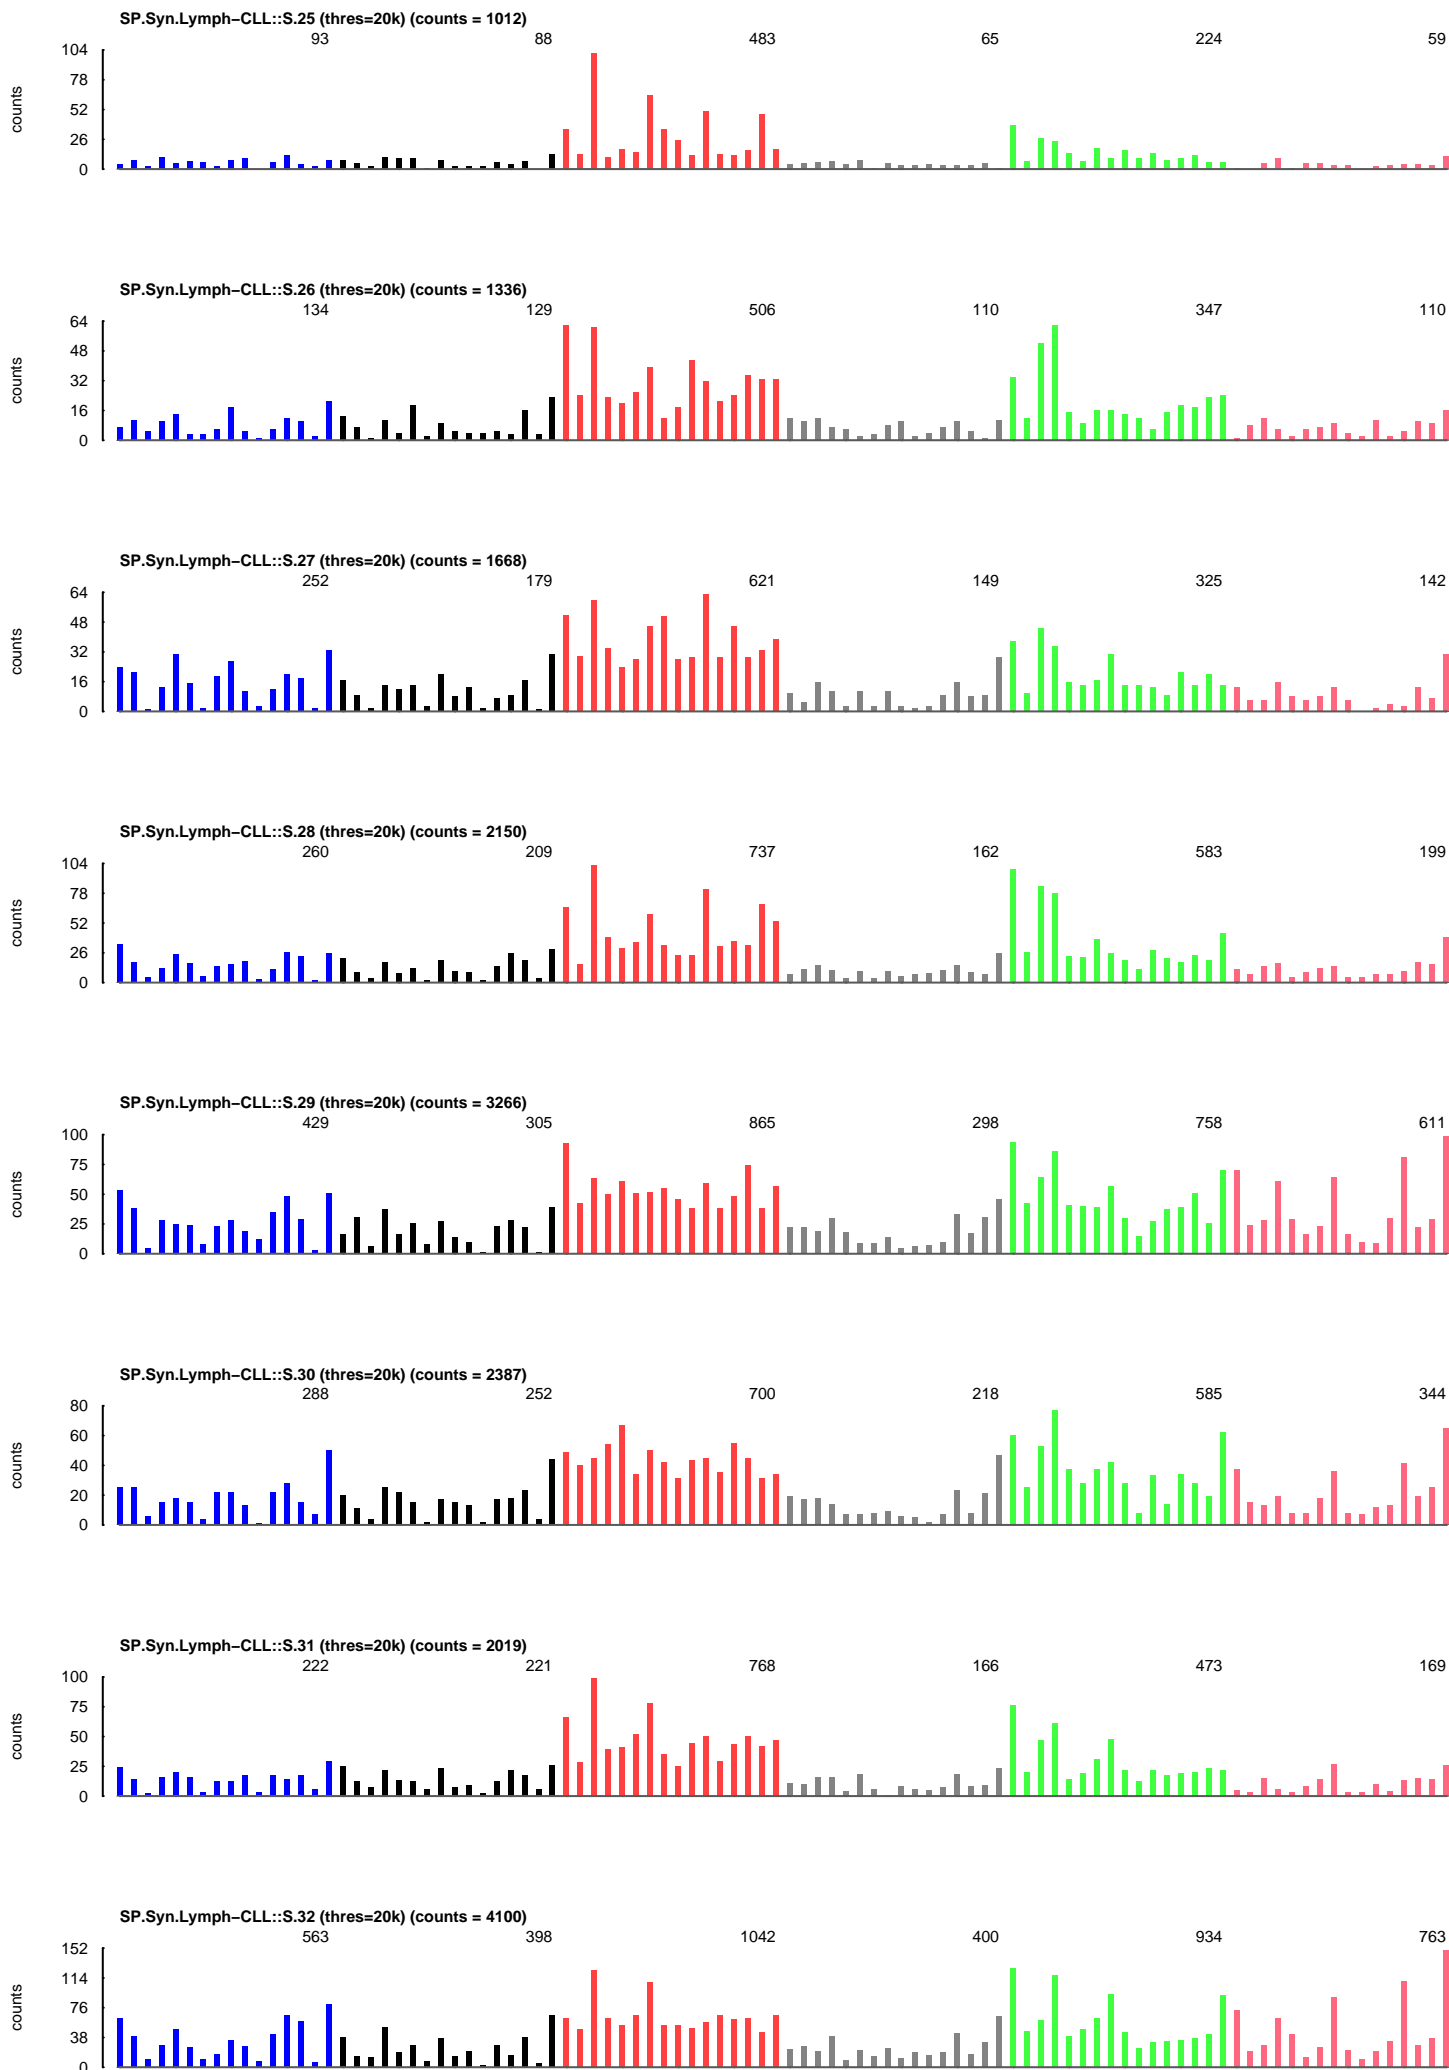 SP.Syn.Lymph−CLL::S.25 (thres=20k) (counts = 1012)
93 88 483 65 224 59
104
78
52
26
0
counts
SP.Syn.Lymph−CLL::S.26 (thres=20k) (counts = 1336)
134 129 506 110 347 110
64
48
32
16
0
counts
SP.Syn.Lymph−CLL::S.27 (thres=20k) (counts = 1668)
252 179 621 149 325 142
64
48
32
16
0
counts
SP.Syn.Lymph−CLL::S.28 (thres=20k) (counts = 2150)
260 209 737 162 583 199
104
78
52
26
0
counts
SP.Syn.Lymph−CLL::S.29 (thres=20k) (counts = 3266)
429 305 865 298 758 611
100
75
50
25
0
counts
SP.Syn.Lymph−CLL::S.30 (thres=20k) (counts = 2387)
288 252 700 218 585 344
80
60
40
20
0
counts
SP.Syn.Lymph−CLL::S.31 (thres=20k) (counts = 2019)
222 221 768 166 473 169
100
75
50
25
0
counts
SP.Syn.Lymph−CLL::S.32 (thres=20k) (counts = 4100)
563 398 1042 400 934 763
152
114
76
38
0
counts